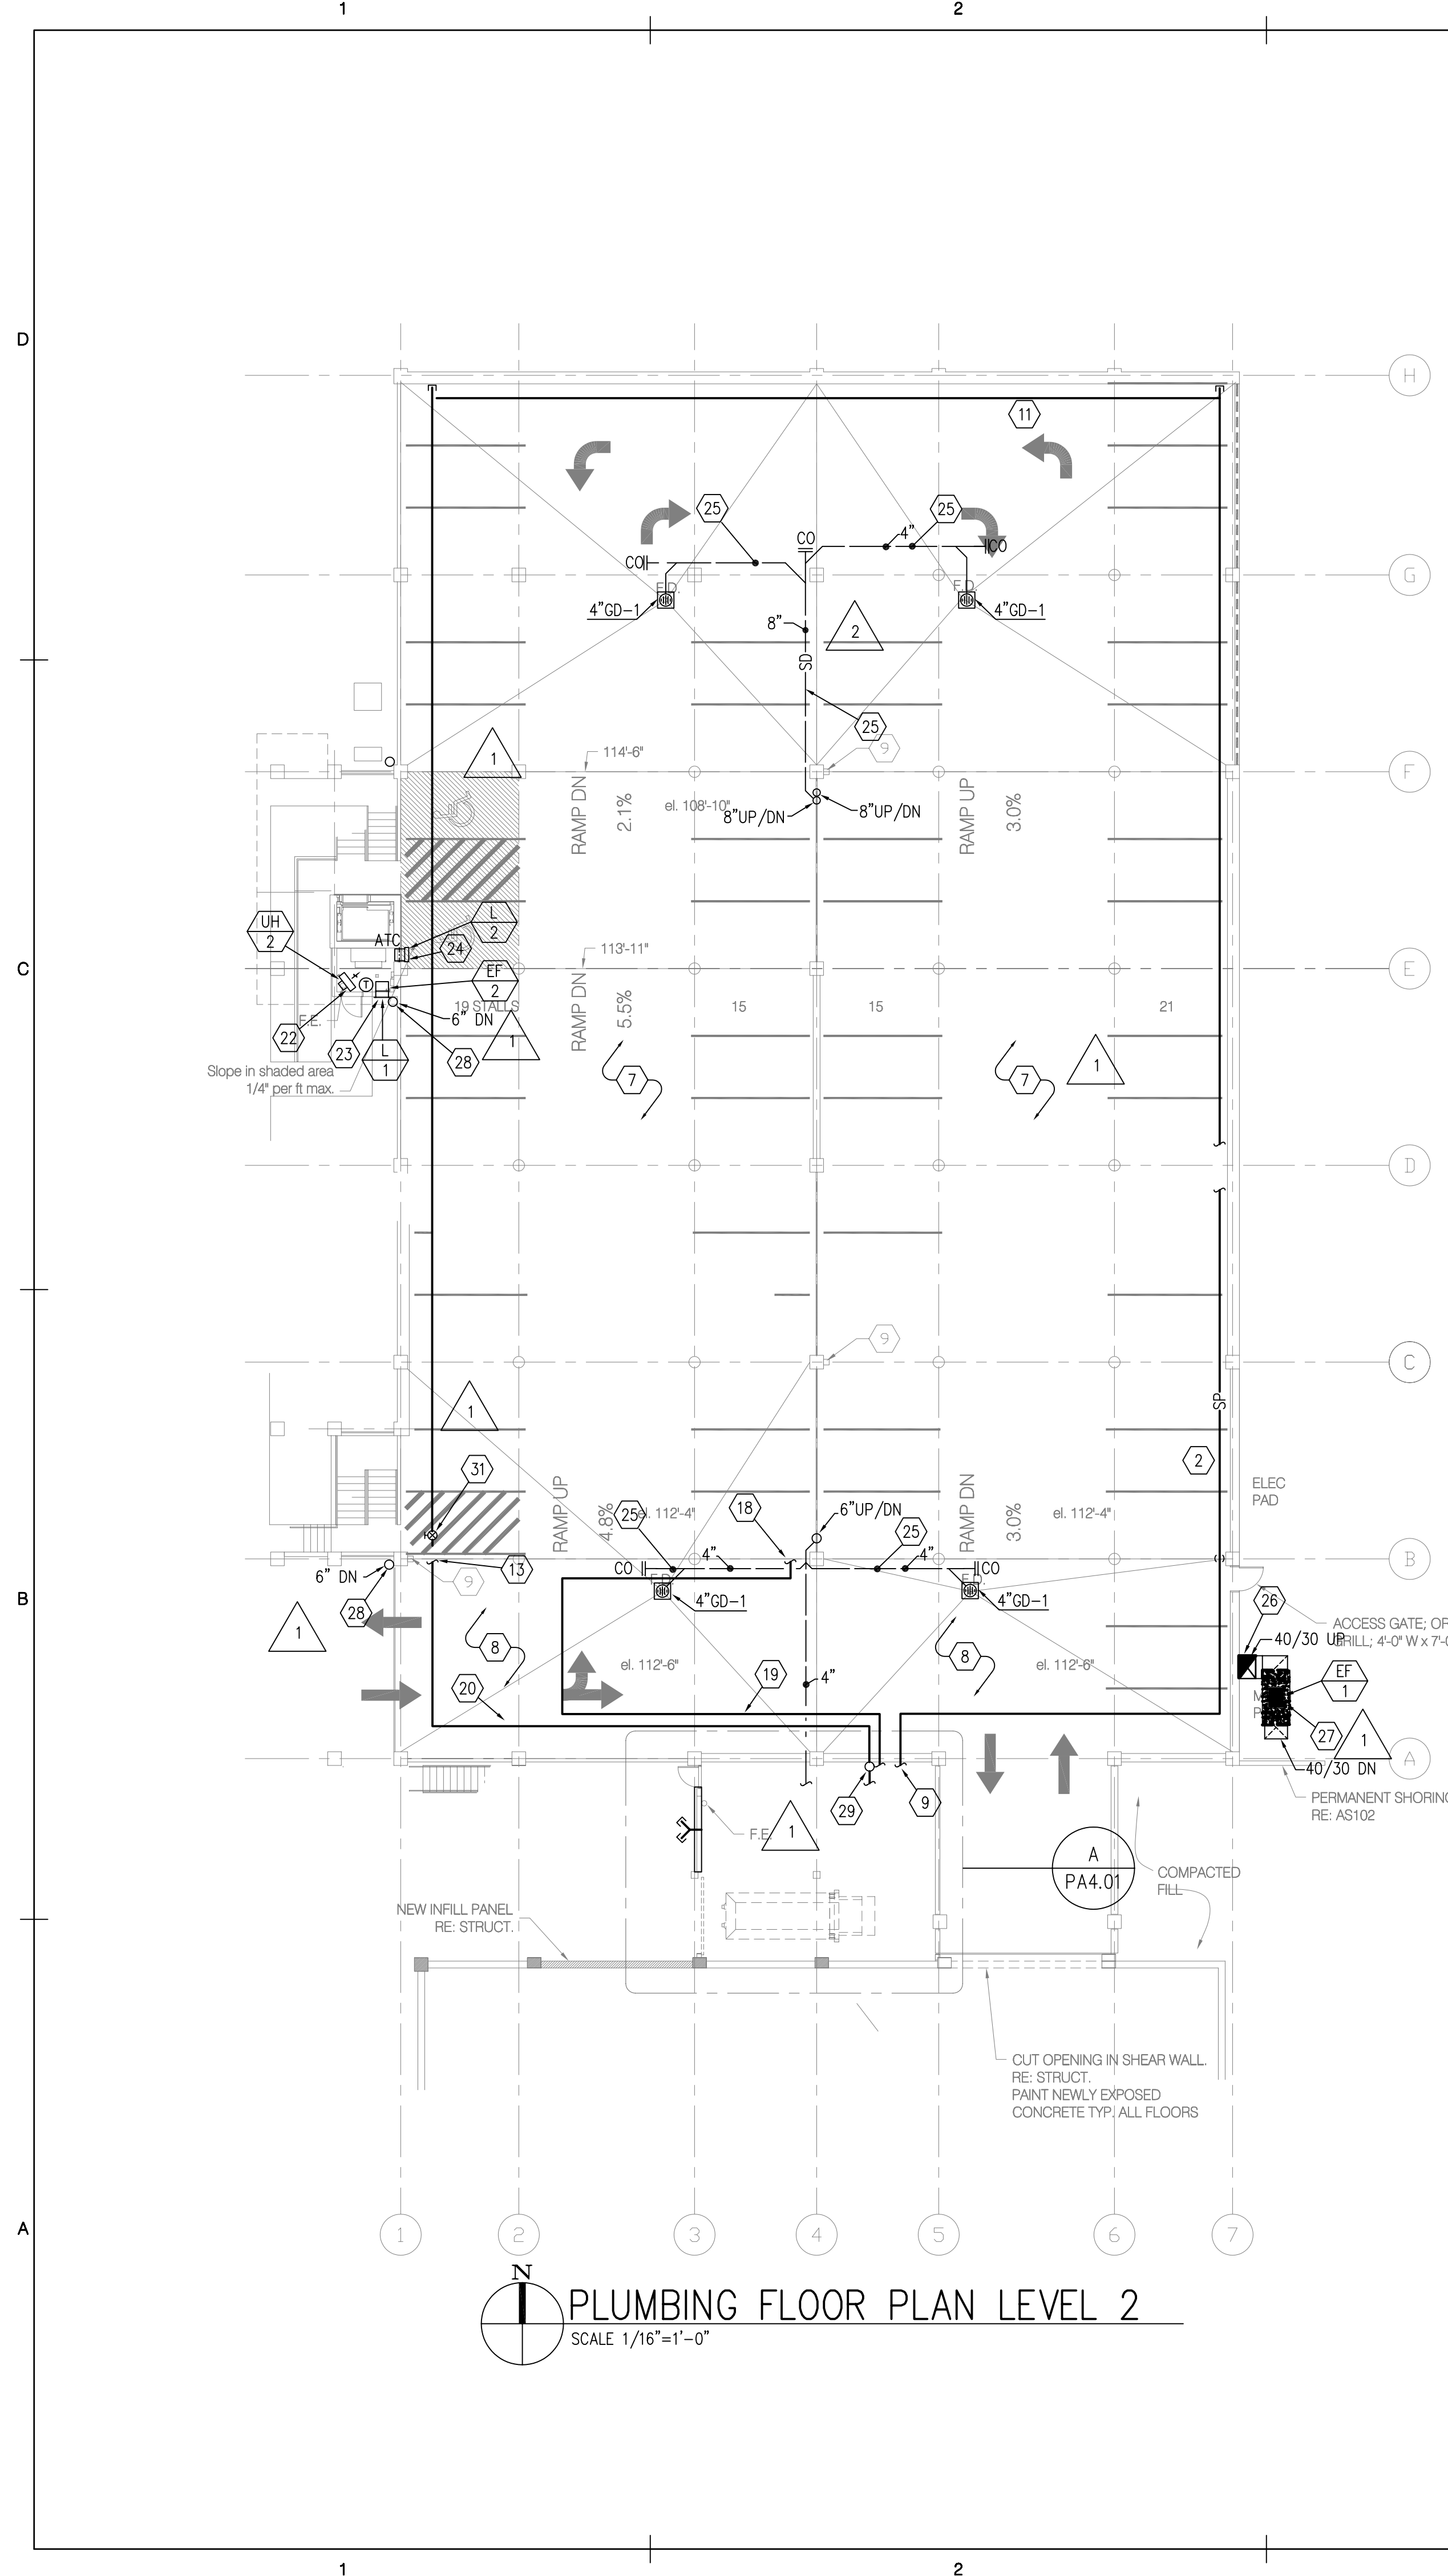 1
2
D
H
11
25
25
4"
CO
CO
CO
G
F.D.
F.D.
4"GD-1
4"GD-1
8"
2
SD
25
1
114'-6"
9
F
RAMP DN
2.1%
el. 108'-10"
8"UP/DN
8"UP/DN
RAMP UP
3.0%
UH
2
ATC
L
2
24
113'-11"
C
E
EF
2
19 STALLS
6" DN
RAMP DN
5.5%
15
15
21
F.E.
22
23
L
1
28
1
1
Slope in shaded area
1/4" per ft max.
7
7
D
9
C
1
SP
31
2
RAMP UP
4.8%
ELEC
PAD
25
el. 112'-4"
18
6"UP/DN
25
RAMP DN
3.0%
el. 112'-4"
B
6" DN
9
13
CO
4"
4"
CO
F.D.
F.D.
4"GD-1
4"GD-1
B
28
1
26
ACCESS GATE; OR
GRILL; 4'-0" W x 7'-0
40/30 UP
8
8
el. 112'-6"
el. 112'-6"
EF
1
20
19
4"
27
1
A
40/30 DN
29
9
PERMANENT SHORING
RE: AS102
F.E.
1
A
PA4.01
COMPACTED
FILL
NEW INFILL PANEL
RE: STRUCT.
CUT OPENING IN SHEAR WALL.
RE: STRUCT.
PAINT NEWLY EXPOSED
CONCRETE TYP. ALL FLOORS
A
1
2
3
4
5
6
7
N
PLUMBING FLOOR PLAN LEVEL 2
SCALE 1/16"=1'-0"
1
2